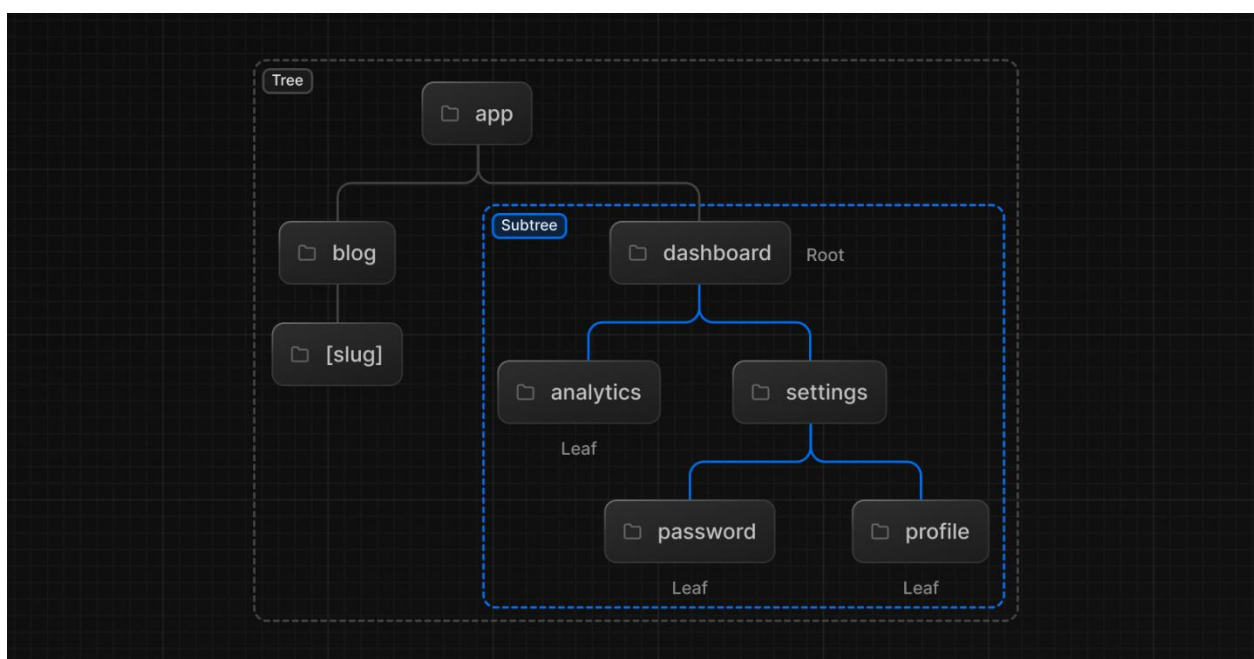 Tree
app
Subtree
blog
dashboard
Root
[slug]
analytics
settings
Leaf
password
profile
Leaf
Leaf